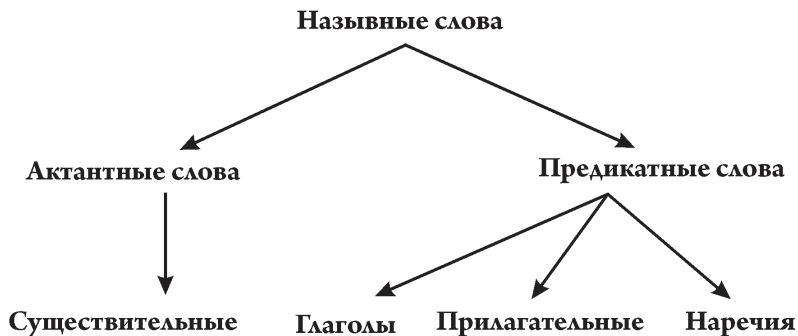 Назывные слова
Актантные слова Предикатные слова
Существительные Глаголы Прилагательные Наречия